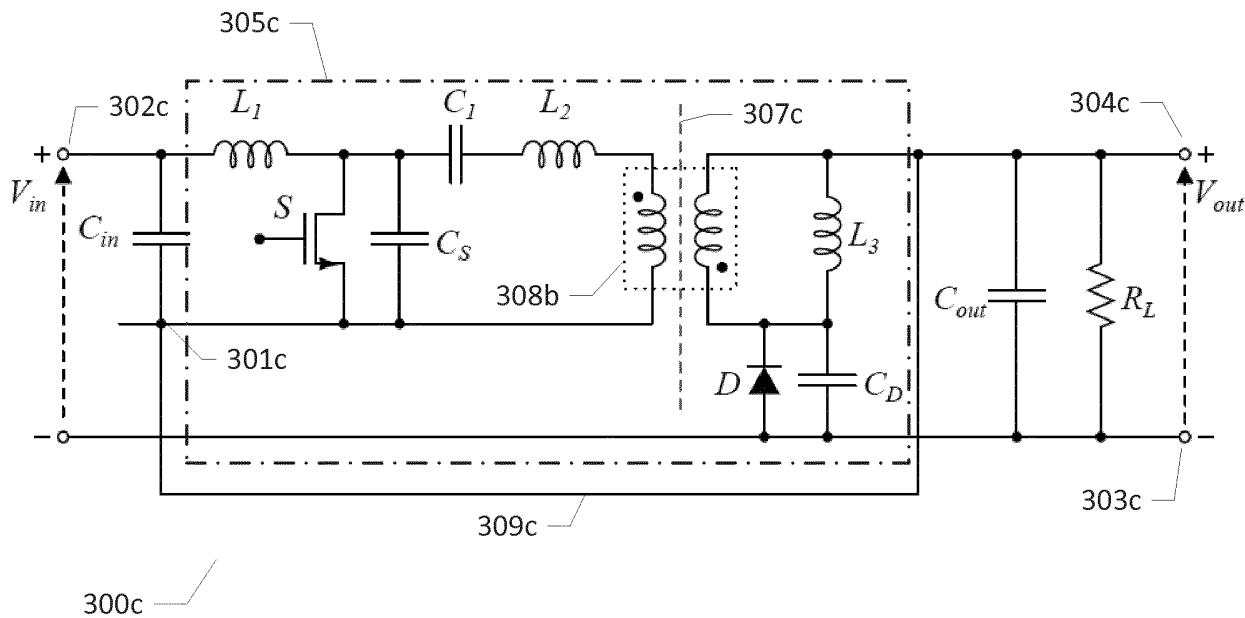 305c
302c
L1
C1
L2
307c
304c
+
+
Vin
Cin
S
CS
L3
Vout
308b
Cout
RL
301c
D
CD
−
−
309c
303c
300c